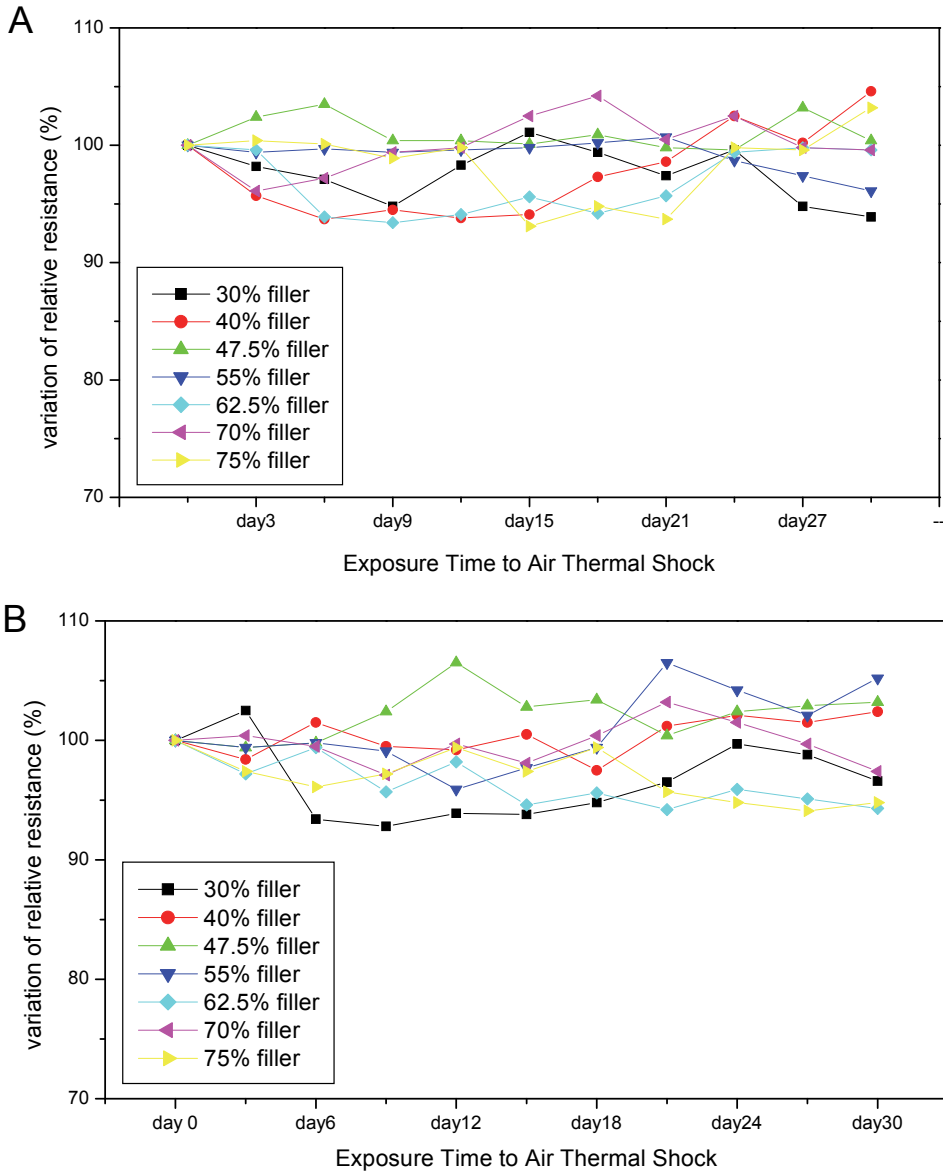 A
110
100
90
80
70
variation of relative resistance (%)
30% filler
40% filler
47.5% filler
55% filler
62.5% filler
70% filler
75% filler
day3 day9 day15 day21 day27 --
Exposure Time to Air Thermal Shock
B
110
100
90
80
70
variation of relative resistance (%)
30% filler
40% filler
47.5% filler
55% filler
62.5% filler
70% filler
75% filler
day 0 day6 day12 day18 day24 day30
Exposure Time to Air Thermal Shock